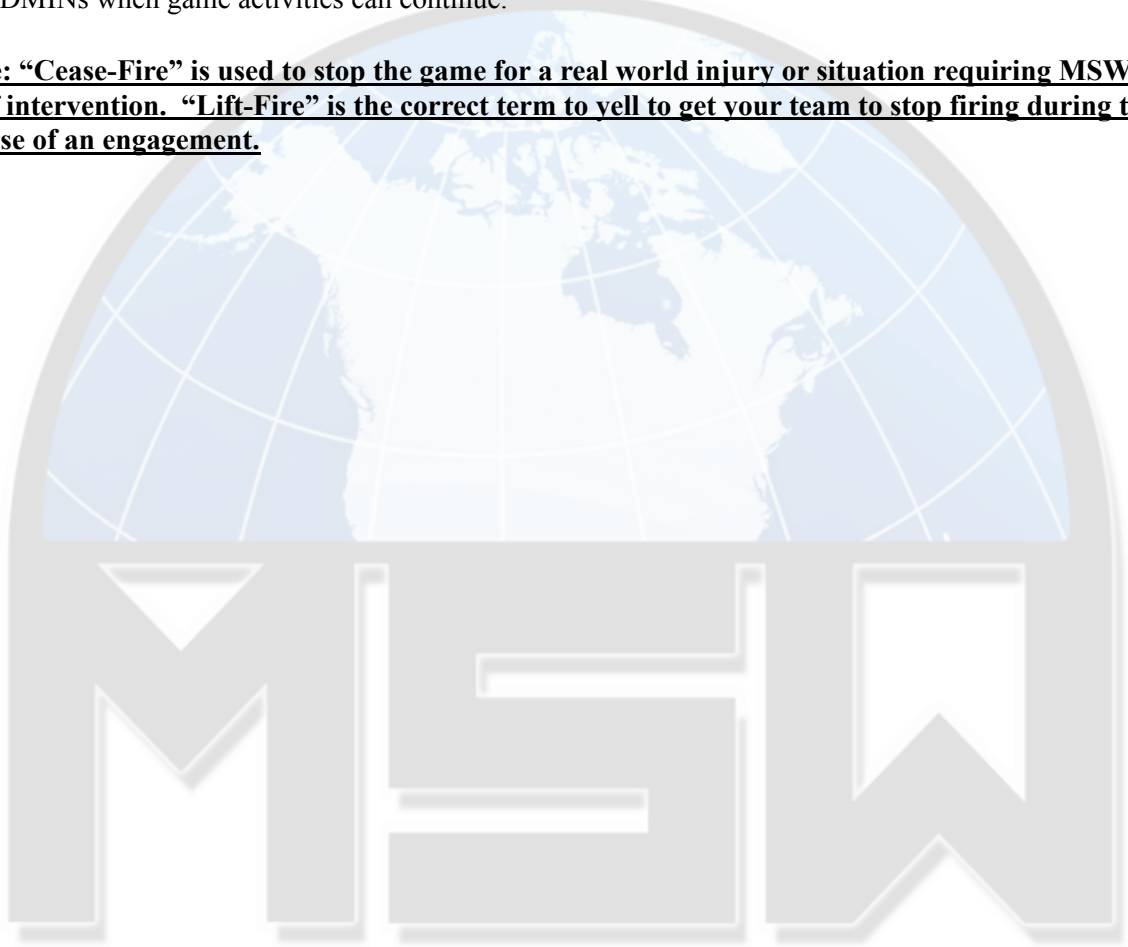 DMINs when game activities can continue.
e: “Cease-Fire” is used to stop the game for a real world injury or situation requiring MSW
f intervention.  “Lift-Fire” is the correct term to yell to get your team to stop firing during t
se of an engagement.
MSW